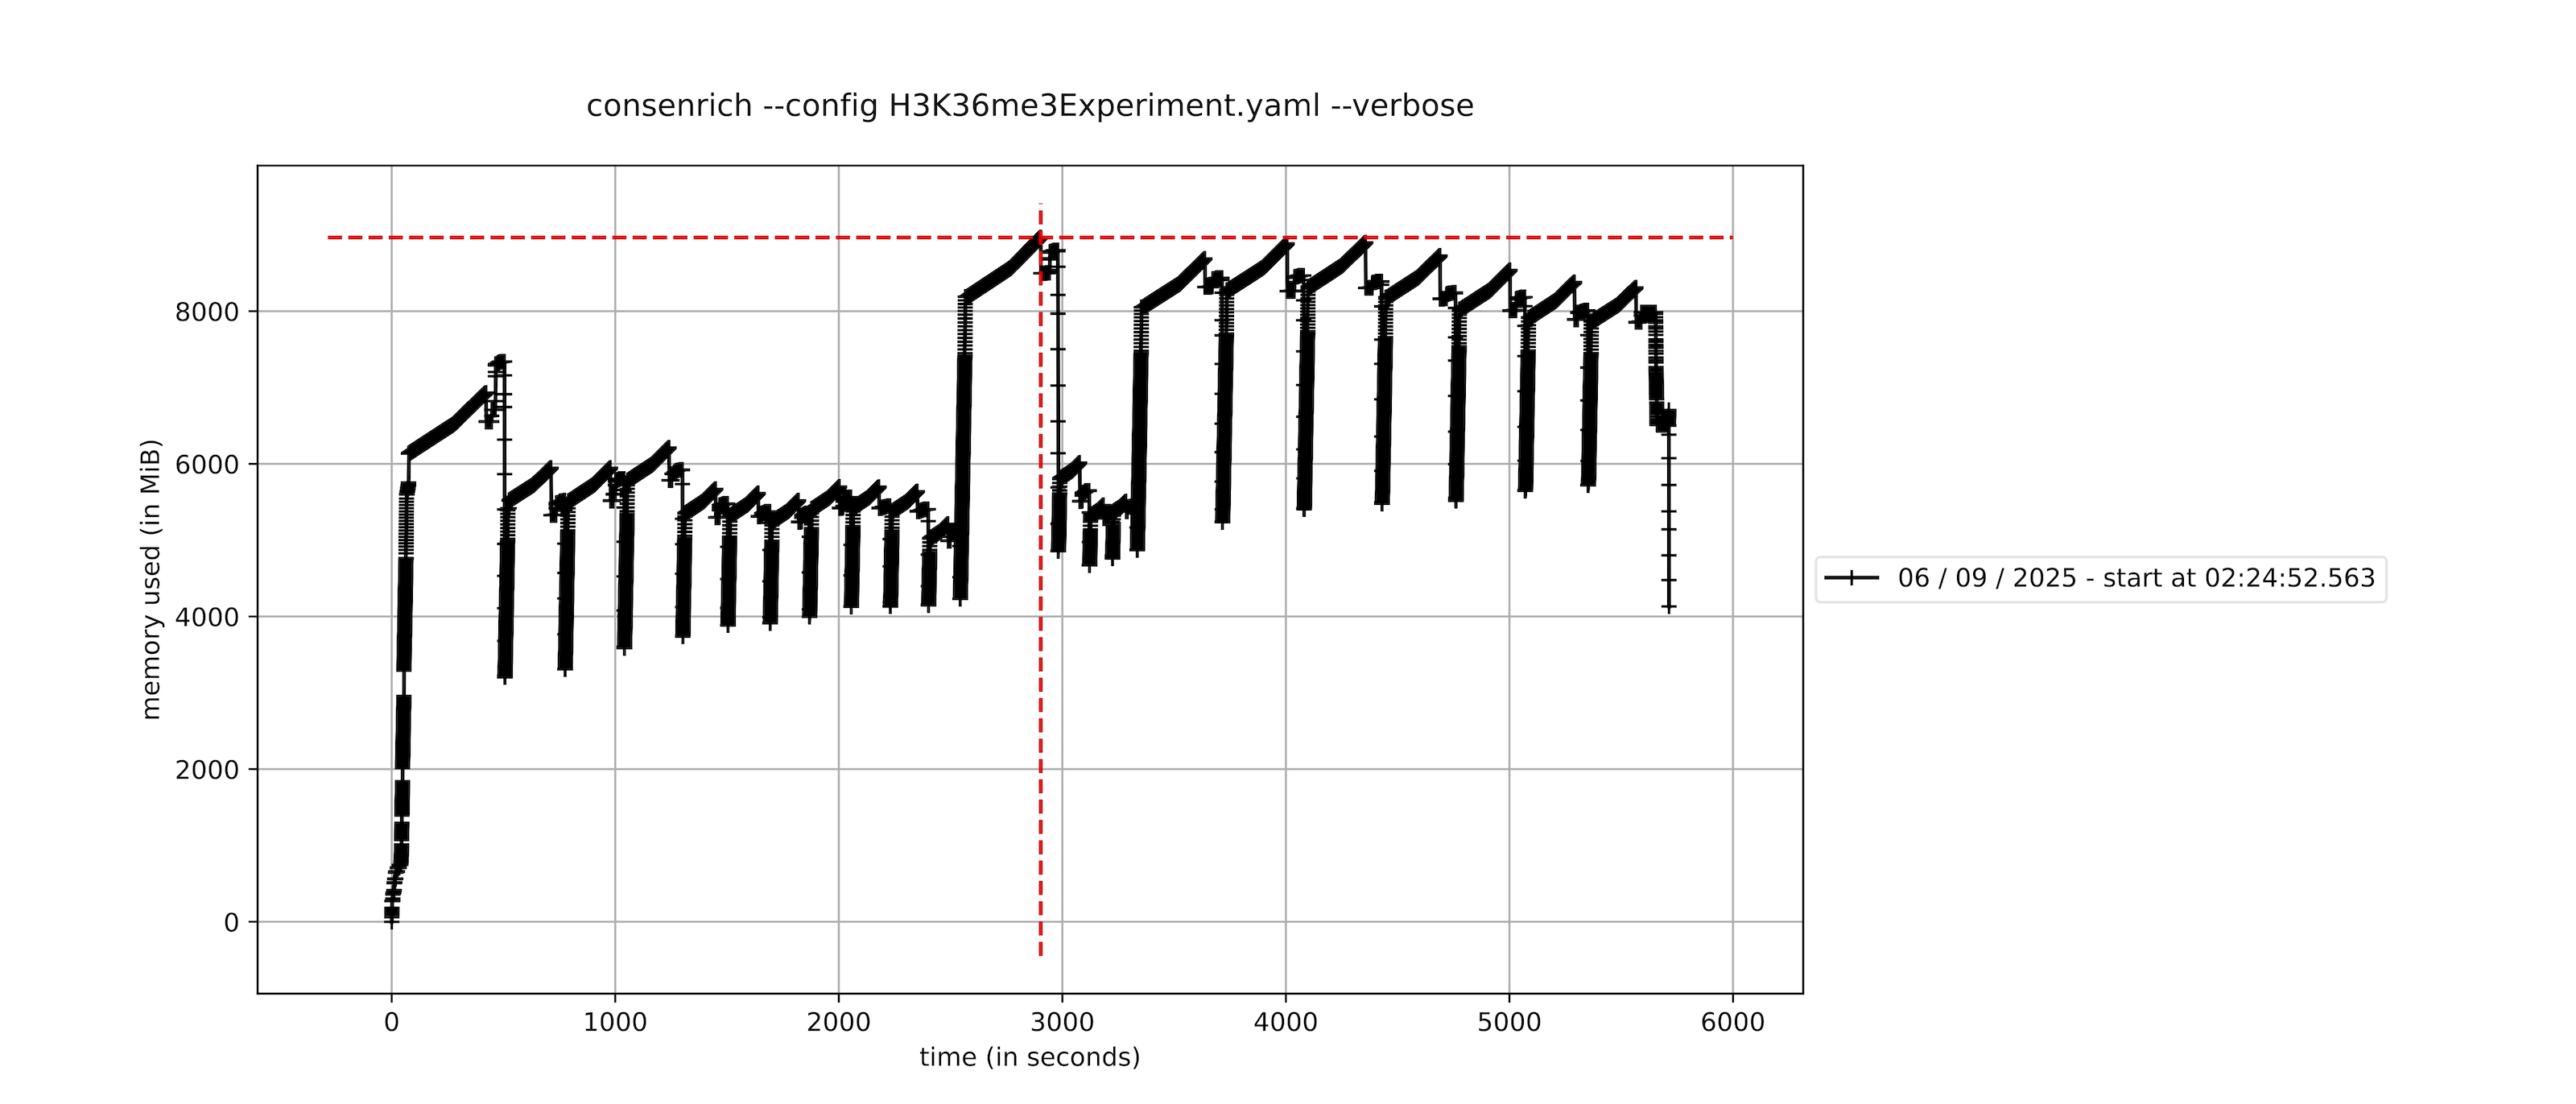 consenrich --config H3K36me3Experiment.yaml --verbose
8000
6000
4000
2000
0
memory used (in MiB)
0 1000 2000 3000 4000 5000 6000
time (in seconds)
06 / 09 / 2025 - start at 02:24:52.563